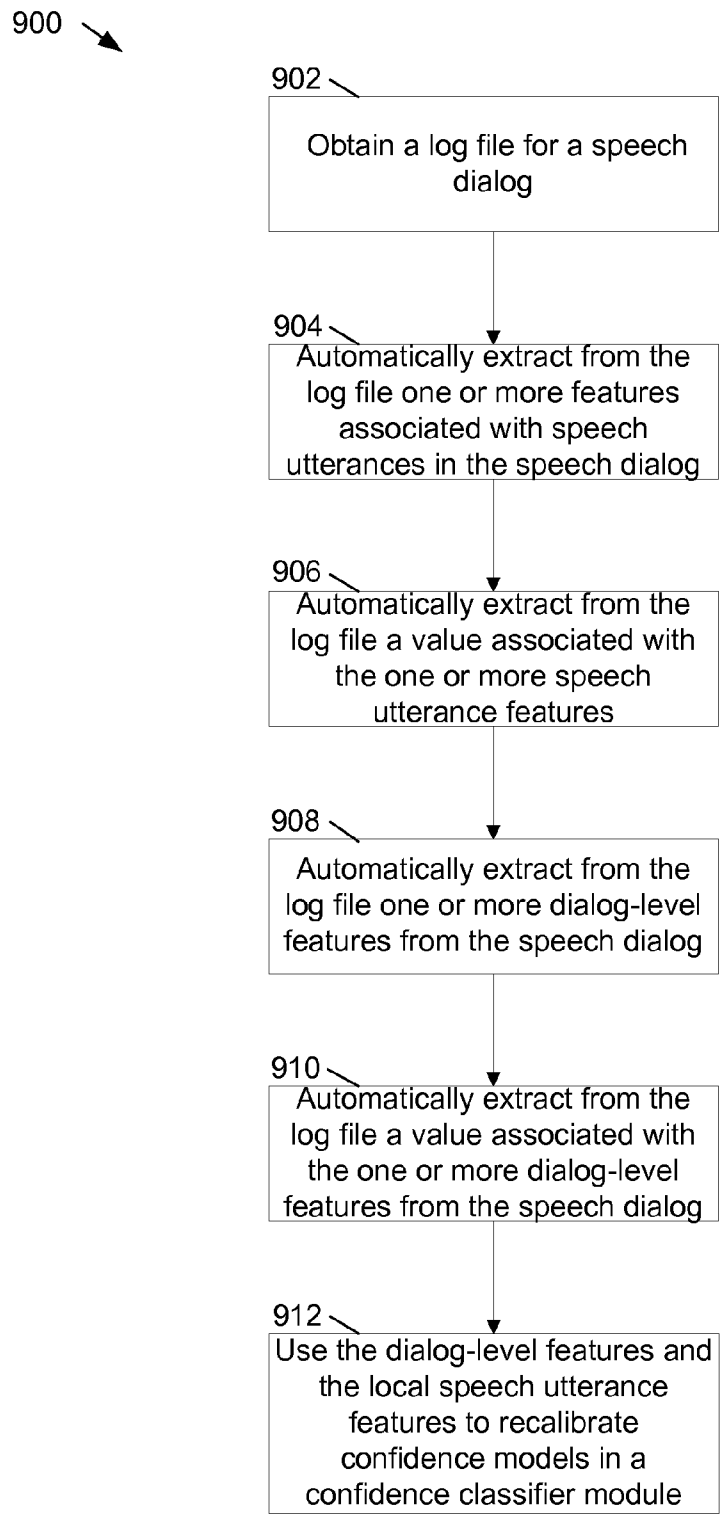 900
902
Obtain a log file for a speech
dialog
904
Automatically extract from the
log file one or more features
associated with speech
utterances in the speech dialog
906
Automatically extract from the
log file a value associated with
the one or more speech
utterance features
908
Automatically extract from the
log file one or more dialog-level
features from the speech dialog
910
Automatically extract from the
log file a value associated with
the one or more dialog-level
features from the speech dialog
912
Use the dialog-level features and
the local speech utterance
features to recalibrate
confidence models in a
confidence classifier module